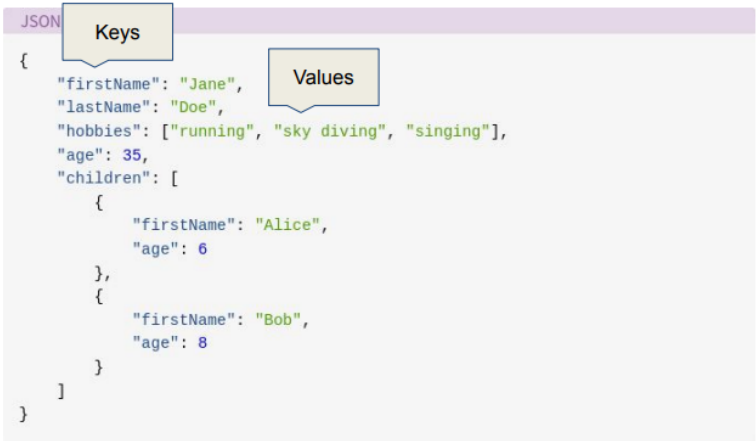 JSON
Keys
Values
{
    "firstName": "Jane",
    "lastName": "Doe",
    "hobbies": ["running", "sky diving", "singing"],
    "age": 35,
    "children": [
        {
            "firstName": "Alice",
            "age": 6
        },
        {
            "firstName": "Bob",
            "age": 8
        }
    ]
}